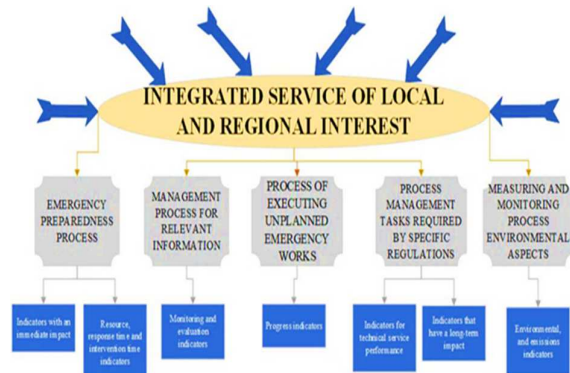 INTEGRATED SERVICE OF LOCAL
AND REGIONAL INTEREST
EMERGENCY
PREPAREDNESS
PROCESS
MANAGEMENT
PROCESS FOR
RELEVANT
INFORMATION
PROCESS OF
EXECUTING
UNPLANNED
EMERGENCY
WORKS
PROCESS
MANAGEMENT
TASKS REQUIRED
BY SPECIFIC
REGULATIONS
MEASURING AND
MONITORING
PROCESS
ENVIRONMENTAL
ASPECTS
Indicators with an
immediate impact
Resource,
response time and
intervention time
indicators
Monitoring and
evaluation
indicators
Progress indicators
Indicators for
technical service
performance
Indicators that
have a long-term
impact
Environmental,
and emissions
indicators